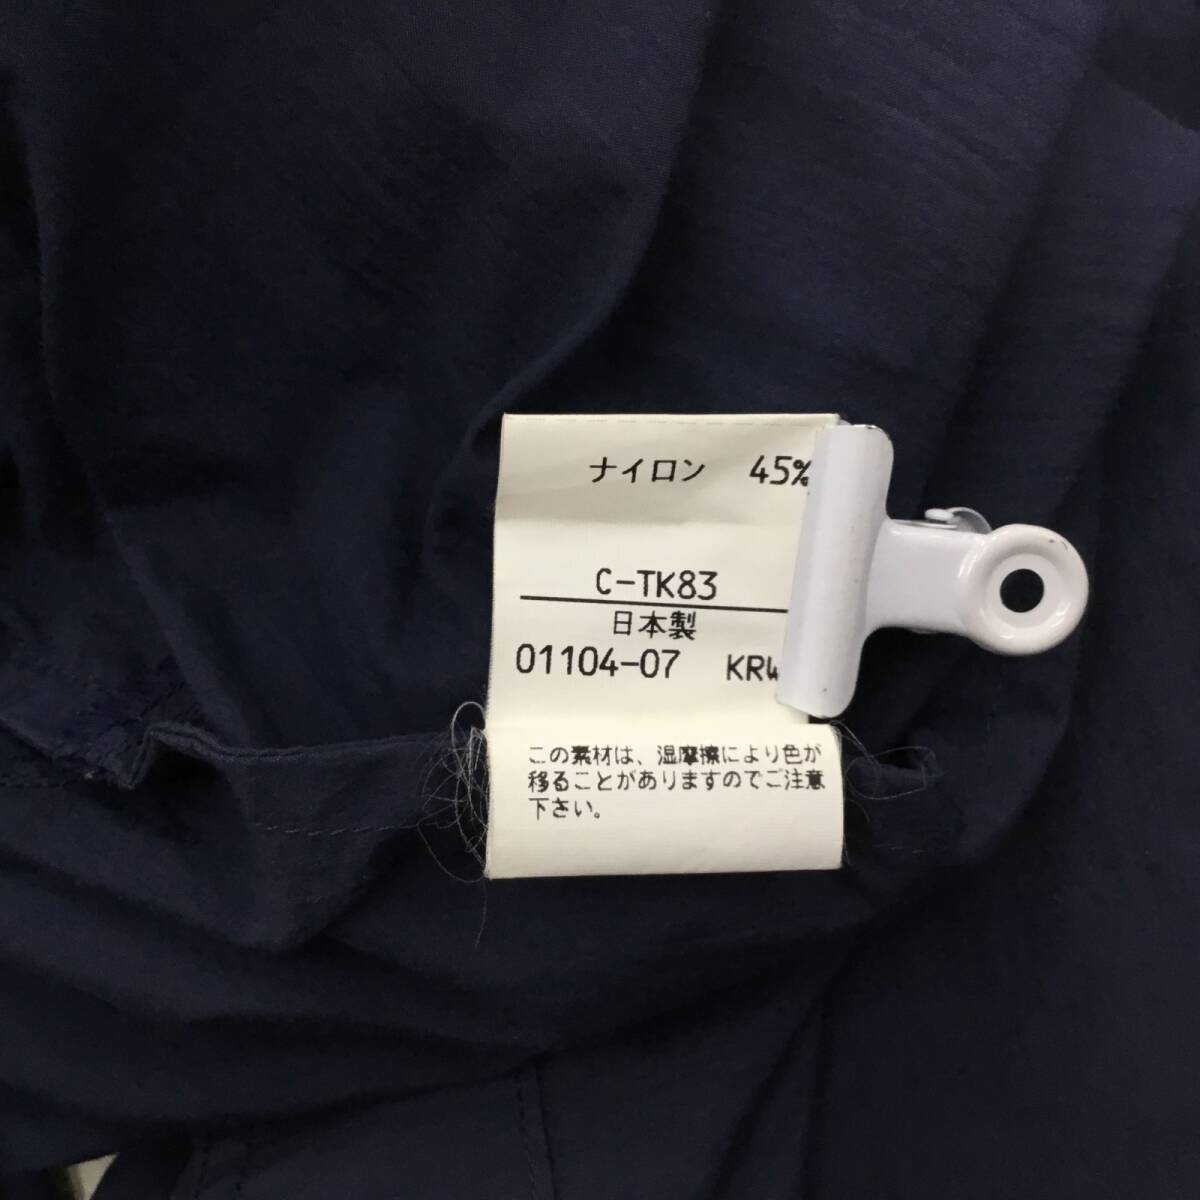 ナイロン 45%
C-TK83
日本製
01104-07
この素材は、湿摩擦により色が
移ることがありますのでご注意
下さい。